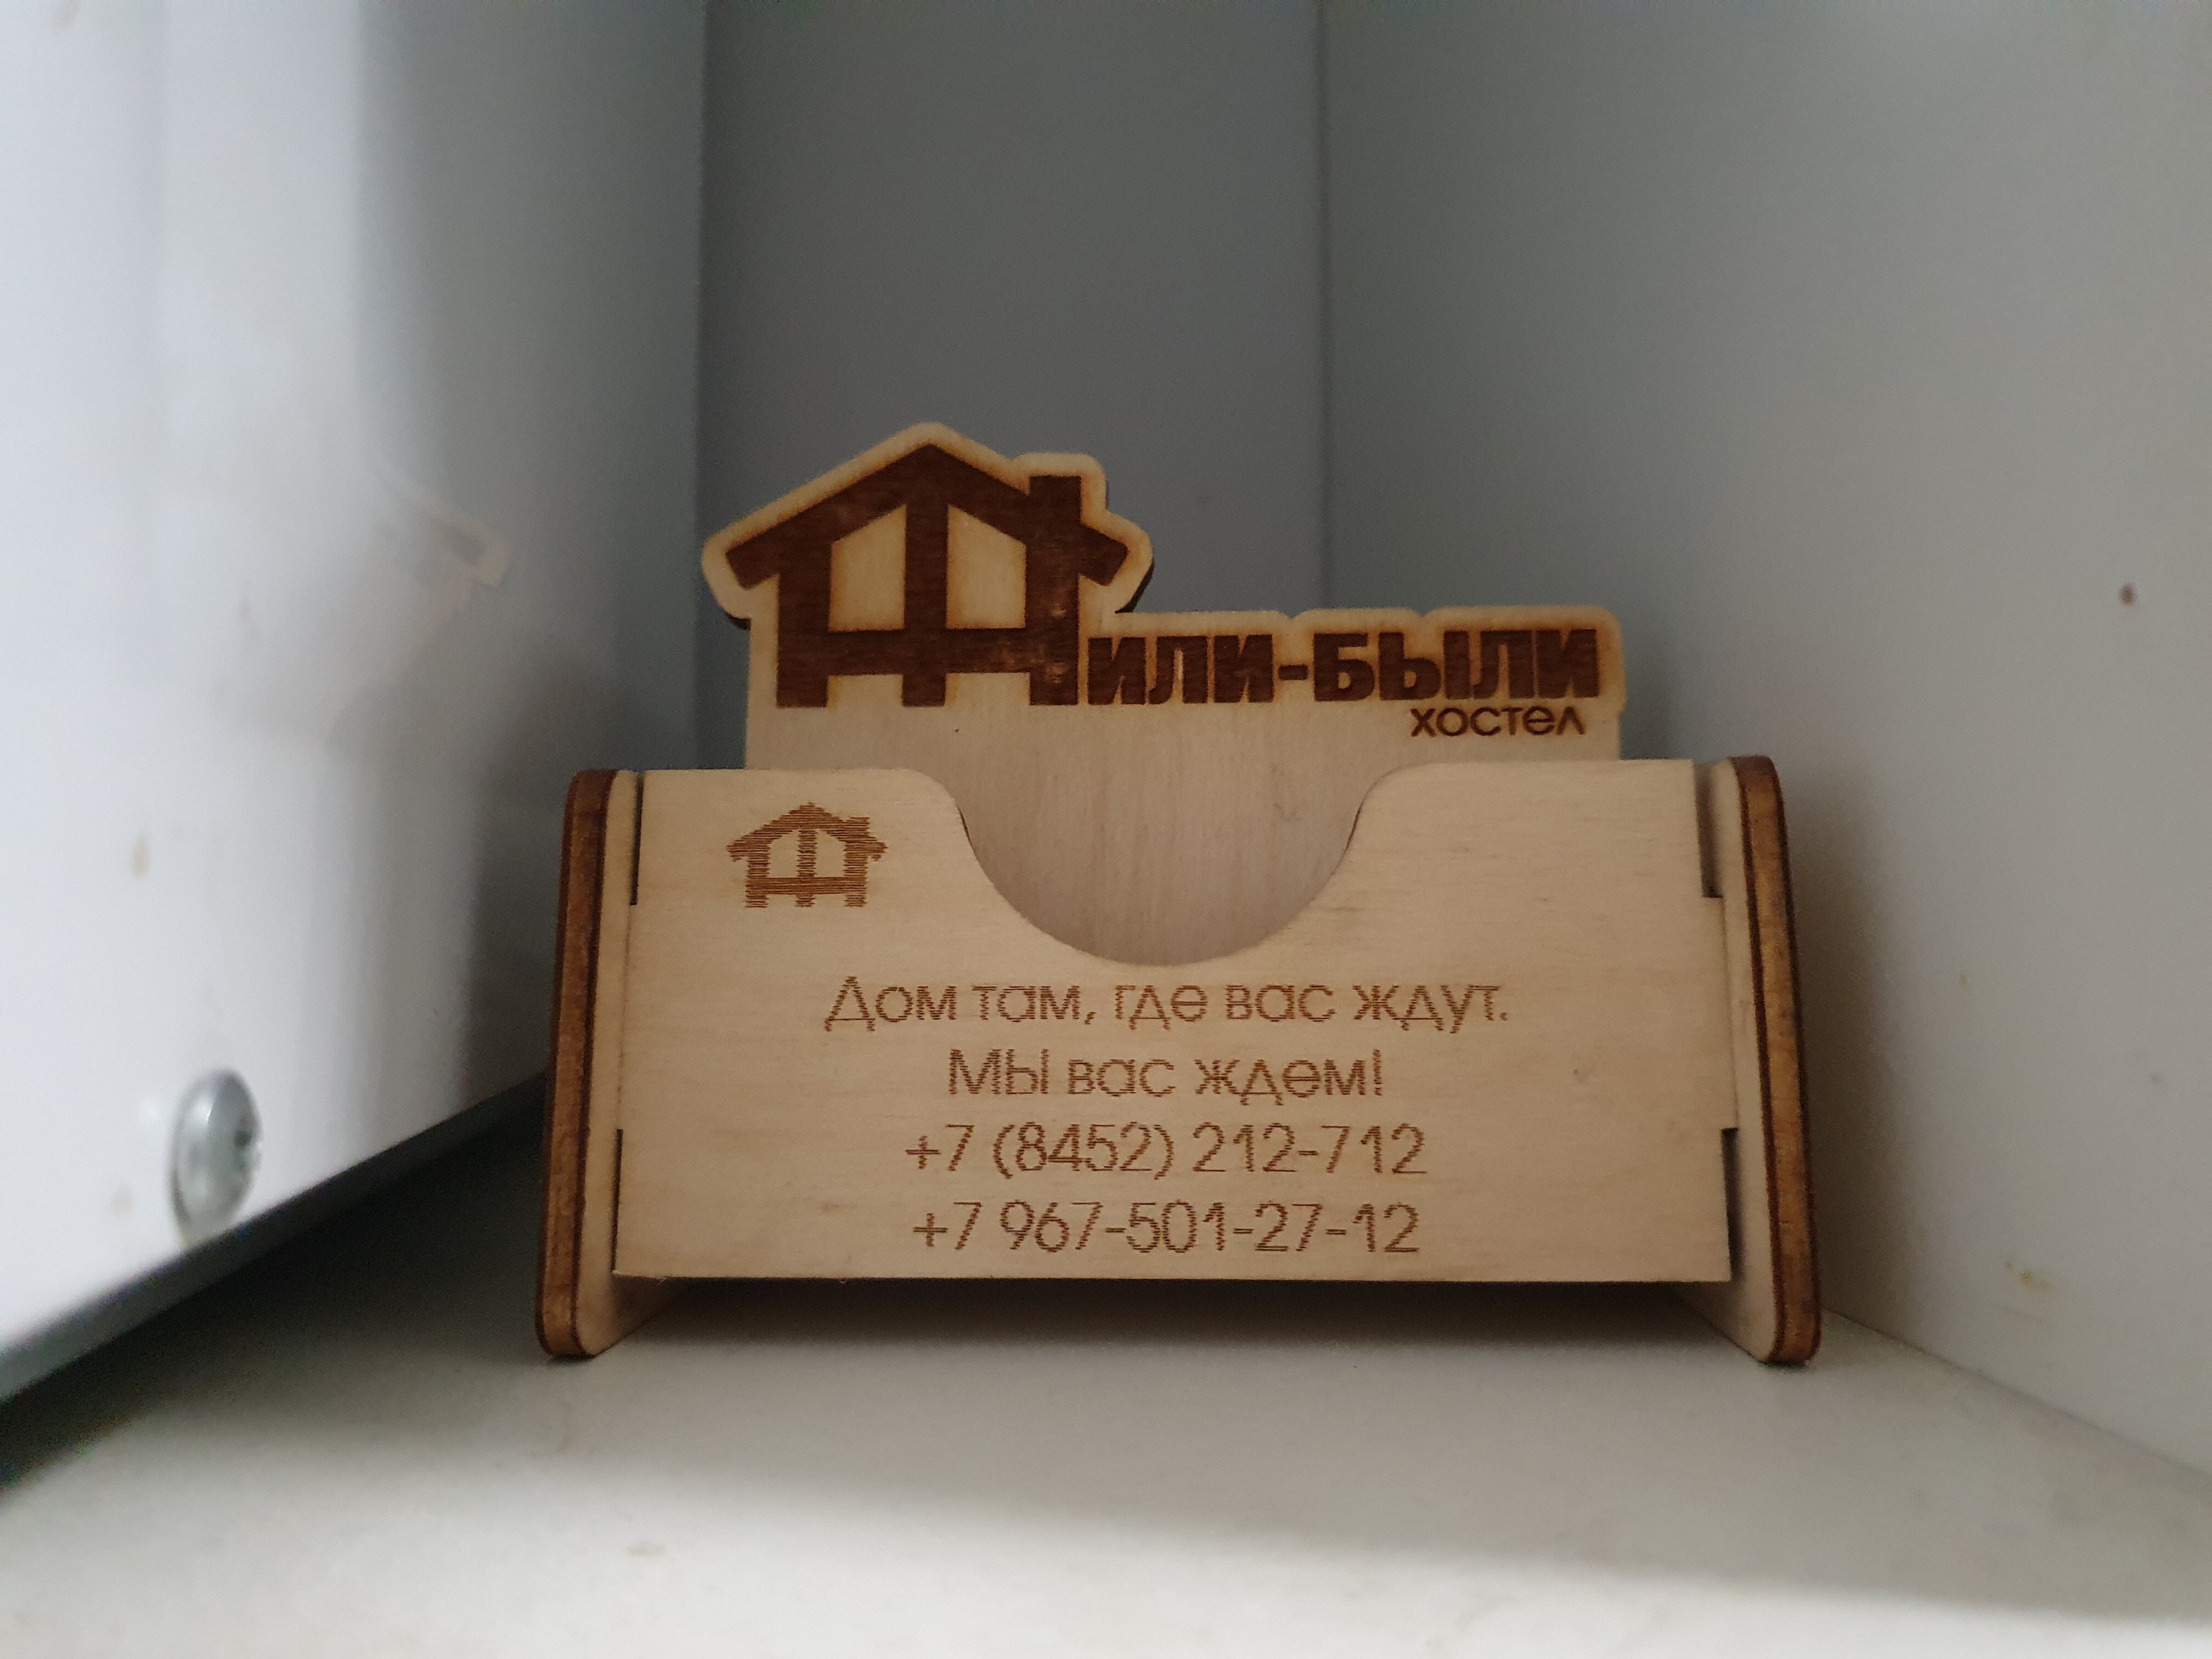 Жили-были
хостел
Дом там, где вас ждут.
Мы вас ждем!
+7 (8452) 212-712
+7 967-501-27-12